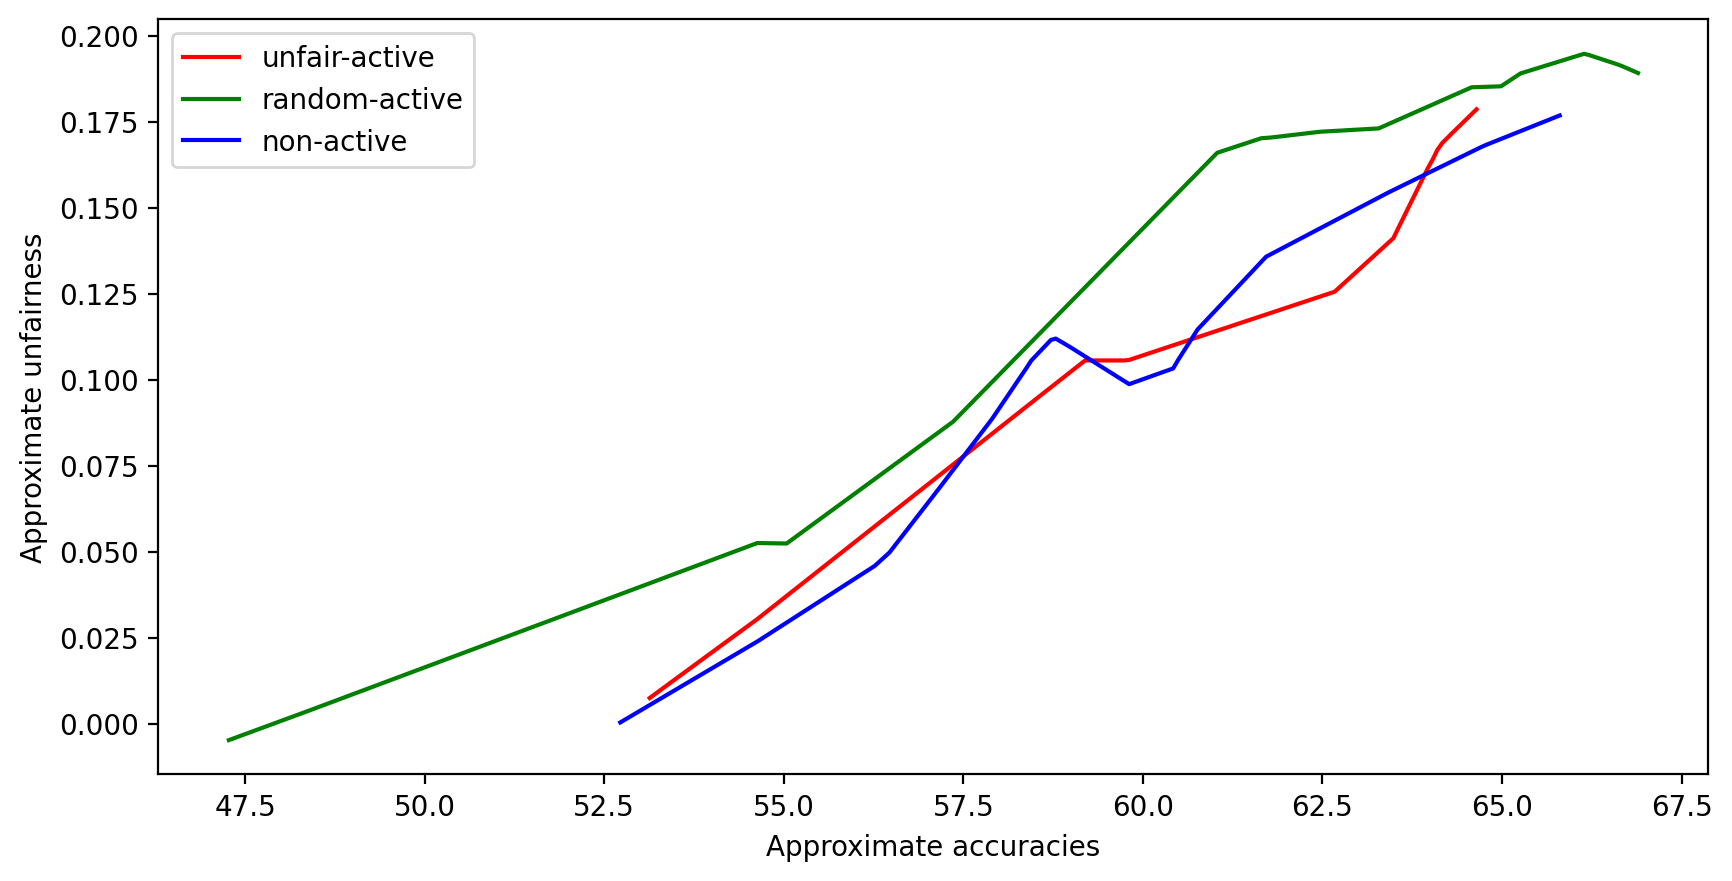 unfair-active
random-active
non-active
Approximate unfairness
0.200
0.175
0.150
0.125
0.100
0.075
0.050
0.025
0.000
47.5 50.0 52.5 55.0 57.5 60.0 62.5 65.0 67.5
Approximate accuracies